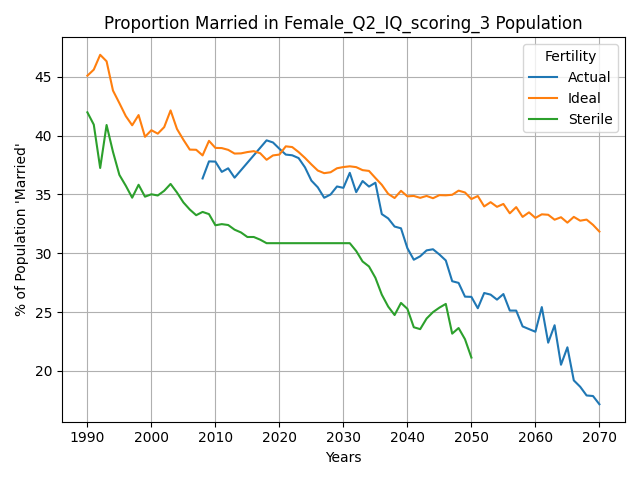 Proportion Married in Female_Q2_IQ_scoring_3 Population
% of Population 'Married'
45
40
35
30
25
20
Fertility
Actual
Ideal
Sterile
1990 2000 2010 2020 2030 2040 2050 2060 2070
Years